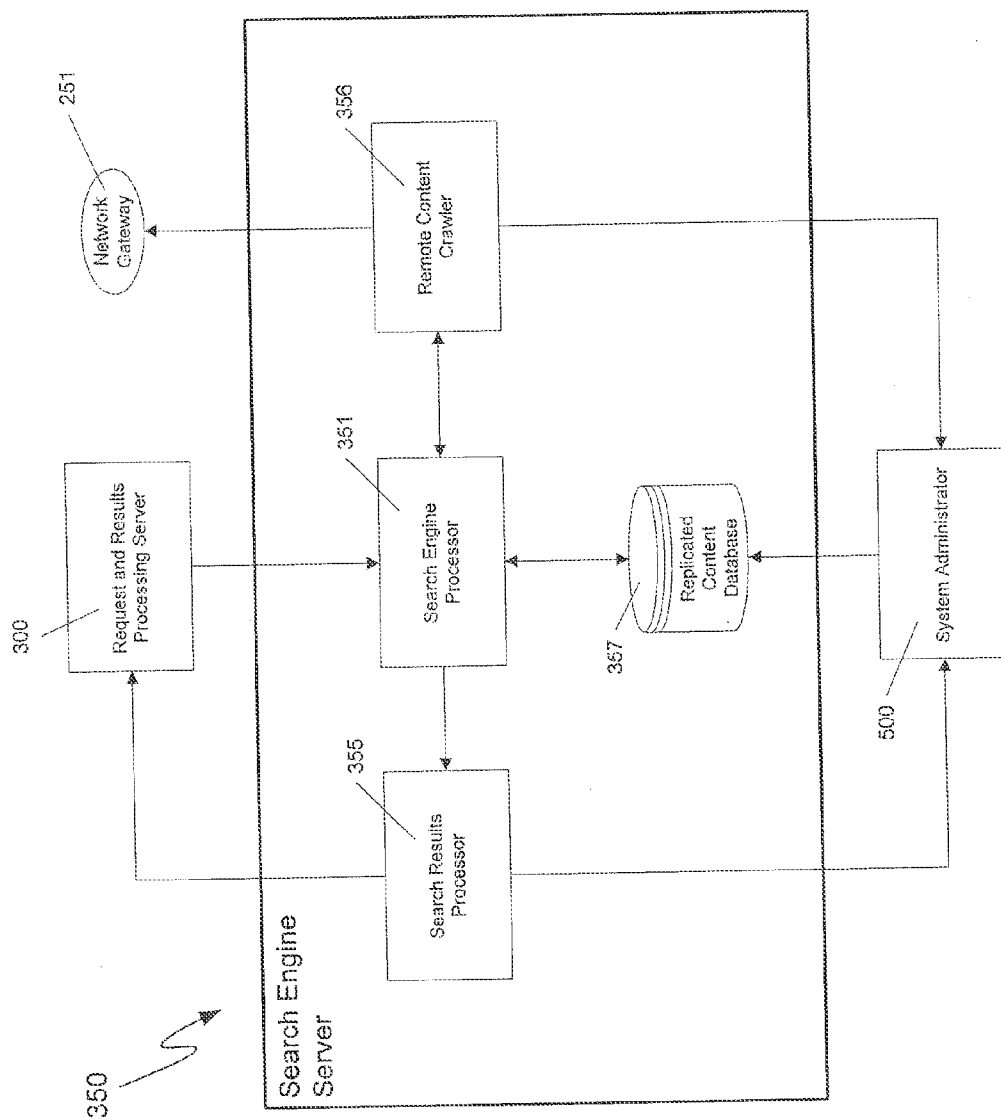 350
Search Engine
Server
300
Request and Results
Processing Server
Network
Gateway
251
355
Search Results
Processor
351
Search Engine
Processor
356
Remote Content
Crawler
357
Replicated
Content
Database
500
System Administrator